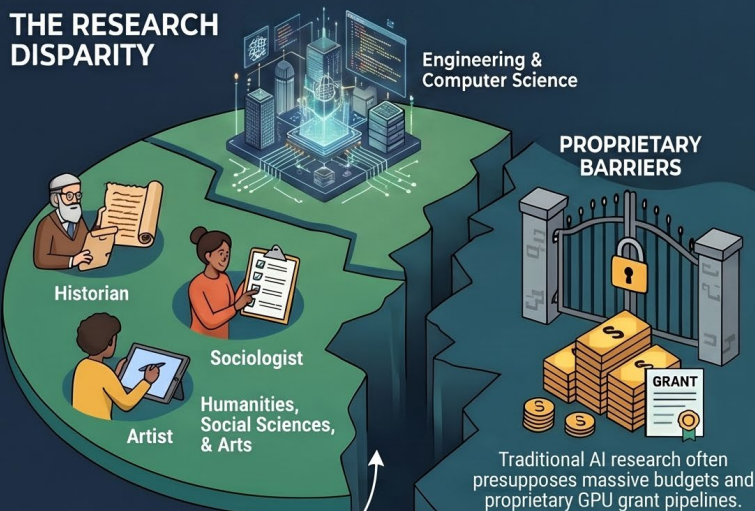 THE RESEARCH
DISPARITY
Engineering &
Computer Science
PROPRIETARY
BARRIERS
Historian
Sociologist
Artist
Humanities,
Social Sciences,
& Arts
$
$
$
$
$
GRANT
Traditional AI research often
presupposes massive budgets and
proprietary GPU grant pipelines.